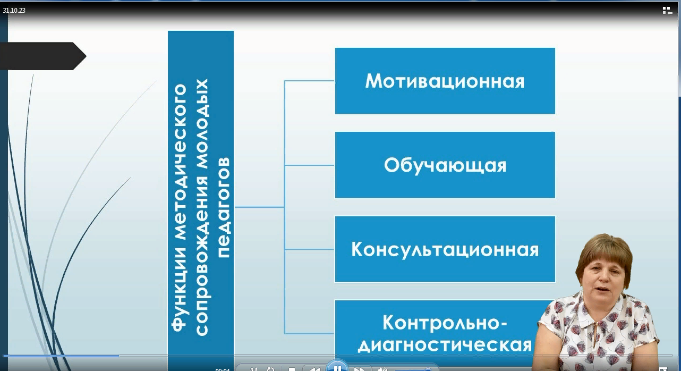 31.10.23
Функции методического
сопровождения молодых
педагогов
Мотивационная
Обучающая
Консультационная
Контрольно-
диагностическая